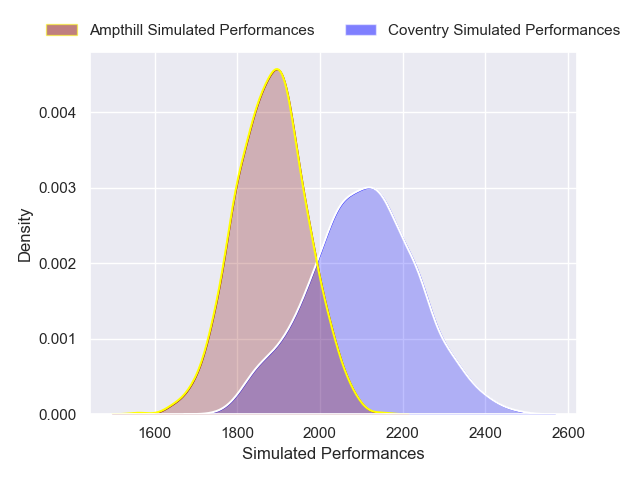 Ampthill Simulated Performances
Coventry Simulated Performances
0.004
0.003
0.002
0.001
0.000
Density
1600
1800
2000
2200
2400
2600
Simulated Performances